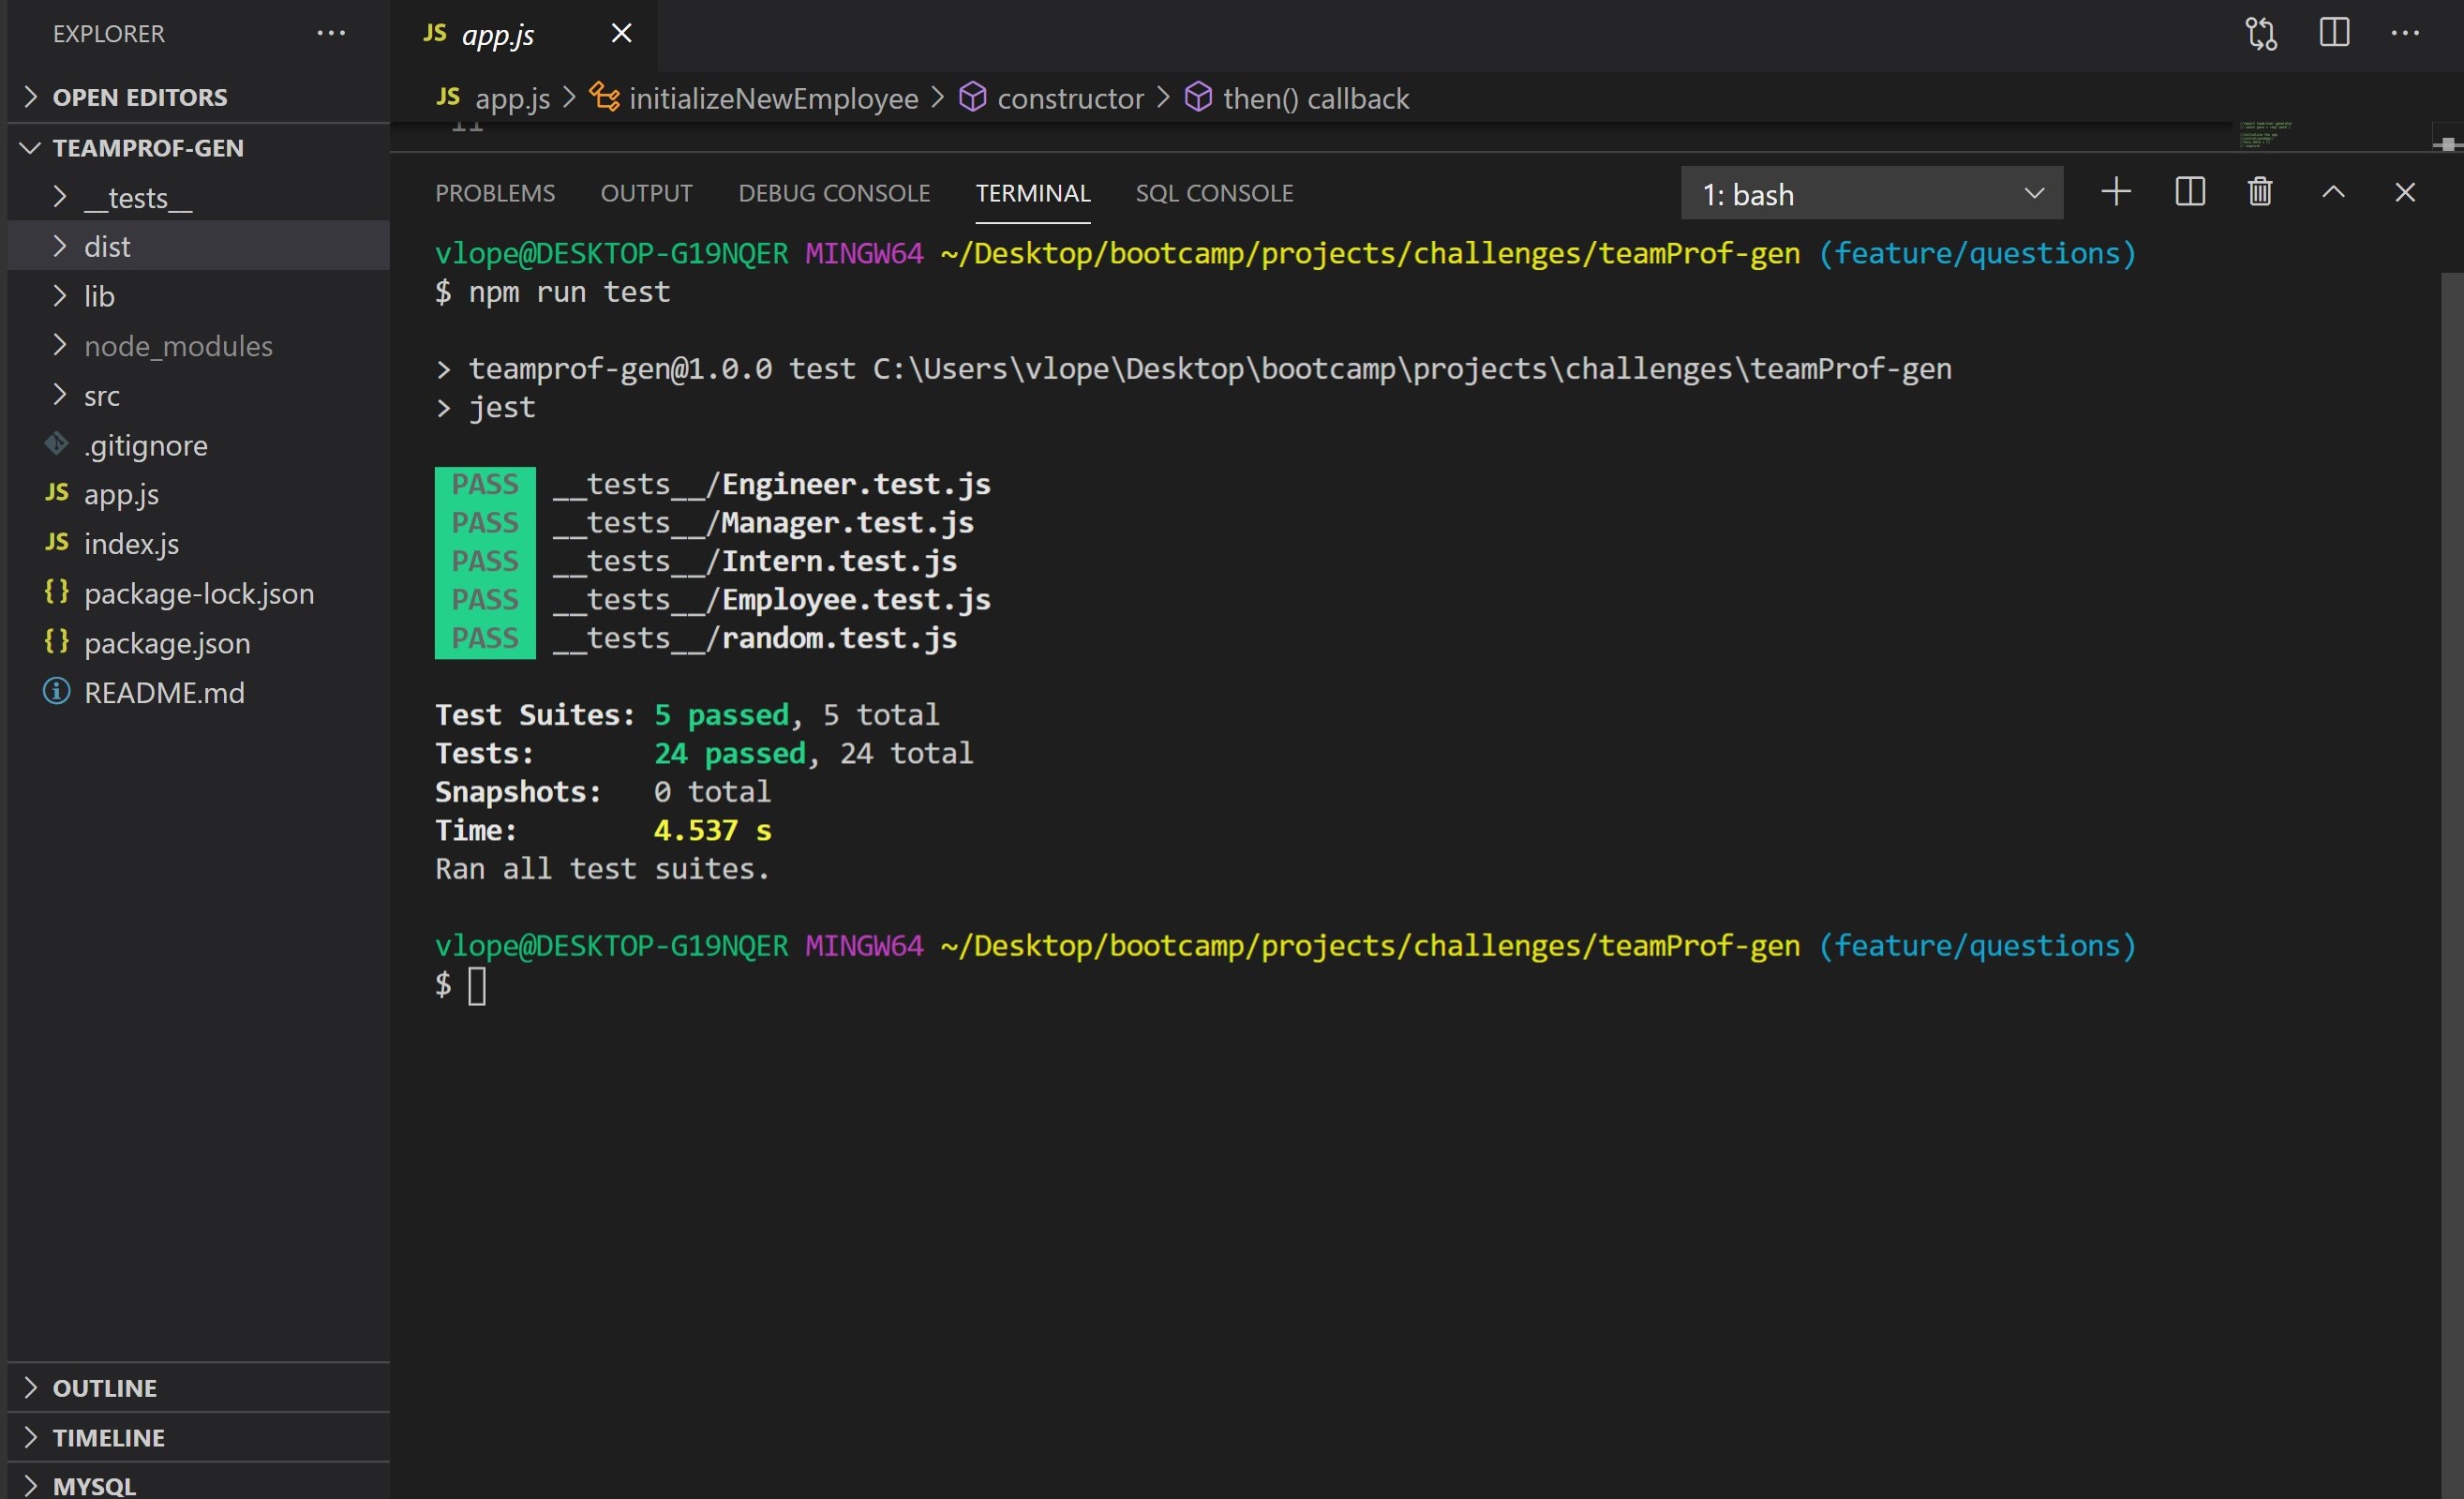 EXPLORER
OPEN EDITORS
TEAMPROF-GEN
__tests__
dist
lib
node_modules
src
.gitignore
JS app.js
JS index.js
{} package-lock.json
{} package.json
README.md
OUTLINE
TIMELINE
MYSQL
JS app.js
JS app.js > initializeNewEmployee > constructor > then() callback
11
PROBLEMS OUTPUT DEBUG CONSOLE TERMINAL SQL CONSOLE 1: bash
vlope@DESKTOP-G19NQER MINGW64 ~/Desktop/bootcamp/projects/challenges/teamProf-gen (feature/questions)
$ npm run test
> teamprof-gen@1.0.0 test C:\Users\vlope\Desktop\bootcamp\projects\challenges\teamProf-gen
> jest
PASS __tests__/Engineer.test.js
PASS __tests__/Manager.test.js
PASS __tests__/Intern.test.js
PASS __tests__/Employee.test.js
PASS __tests__/random.test.js
Test Suites: 5 passed, 5 total
Tests: 24 passed, 24 total
Snapshots: 0 total
Time: 4.537 s
Ran all test suites.
vlope@DESKTOP-G19NQER MINGW64 ~/Desktop/bootcamp/projects/challenges/teamProf-gen (feature/questions)
$